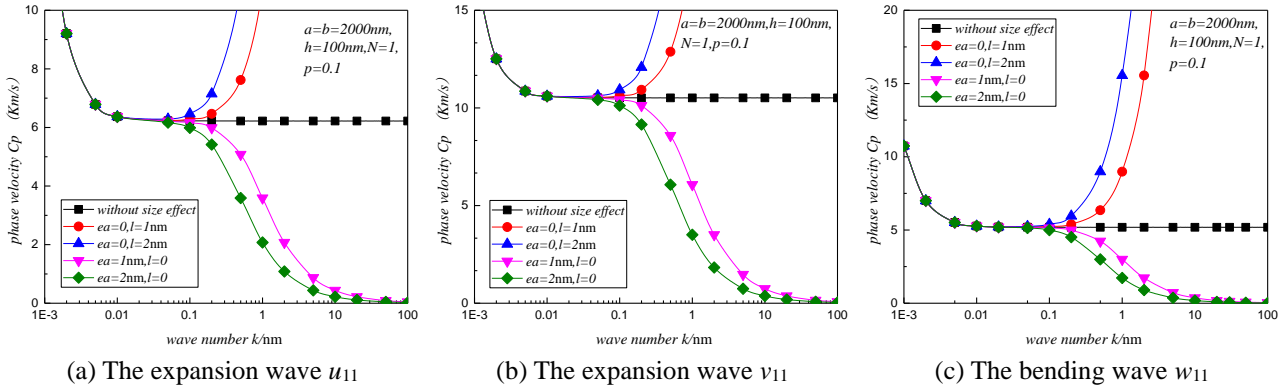 a=b=2000nm,
h=100nm,N=1,
p=0.1
phase velocity Cp (Km/s)
10
8
6
4
2
0
without size effect
ea=0,l=1nm
ea=0,l=2nm
ea=1nm,l=0
ea=2nm,l=0
1E-3 0.01 0.1 1 10 100
wave number k/nm
(a) The expansion wave u11
a=b=2000nm,h=100nm,
N=1,p=0.1
phase velocity Cp (Km/s)
15
10
5
0
without size effect
ea=0,l=1nm
ea=0,l=2nm
ea=1nm,l=0
ea=2nm,l=0
1E-3 0.01 0.1 1 10 100
wave number k/nm
(b) The expansion wave v11
a=b=2000nm,
h=100nm,N=1,
p=0.1
phase velocity Cp (Km/s)
20
15
10
5
0
without size effect
ea=0,l=1nm
ea=0,l=2nm
ea=1nm,l=0
ea=2nm,l=0
1E-3 0.01 0.1 1 10 100
wave number k/nm
(c) The bending wave w11